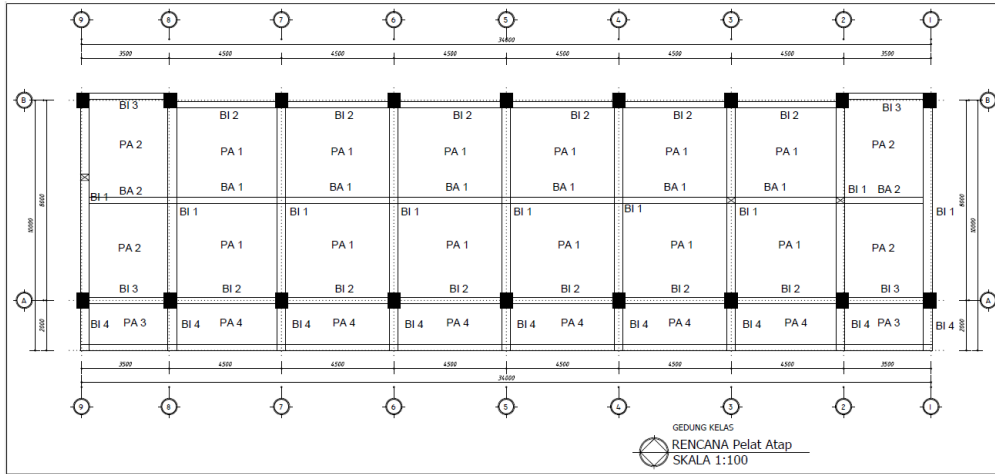 9 8 7 6 5 4 3 2 1
34000
3500 4500 4500 4500 4500 4500 4500 3500
B B
BI 3 BI 2 BI 2 BI 2 BI 2 BI 2 BI 2 BI 3
PA 2 PA 1 PA 1 PA 1 PA 1 PA 1 PA 1 PA 2
BI 1 BA 2 BA 1 BA 1 BA 1 BA 1 BA 1 BA 1 BI 1 BA 2
10000 8000 8000 10000
BI 1 BI 1 BI 1 BI 1 BI 1 BI 1 BI 1
PA 2 PA 1 PA 1 PA 1 PA 1 PA 1 PA 1 PA 2
BI 3 BI 2 BI 2 BI 2 BI 2 BI 2 BI 2 BI 3
A A
2000 BI 4 PA 3 BI 4 PA 4 BI 4 PA 4 BI 4 PA 4 BI 4 PA 4 BI 4 PA 4 BI 4 PA 4 BI 4 PA 3 BI 4 2000
3500 4500 4500 4500 4500 4500 4500 3500
34000
9 8 7 6 5 4 3 2 1
GEDUNG KELAS
RENCANA Pelat Atap
SKALA 1:100